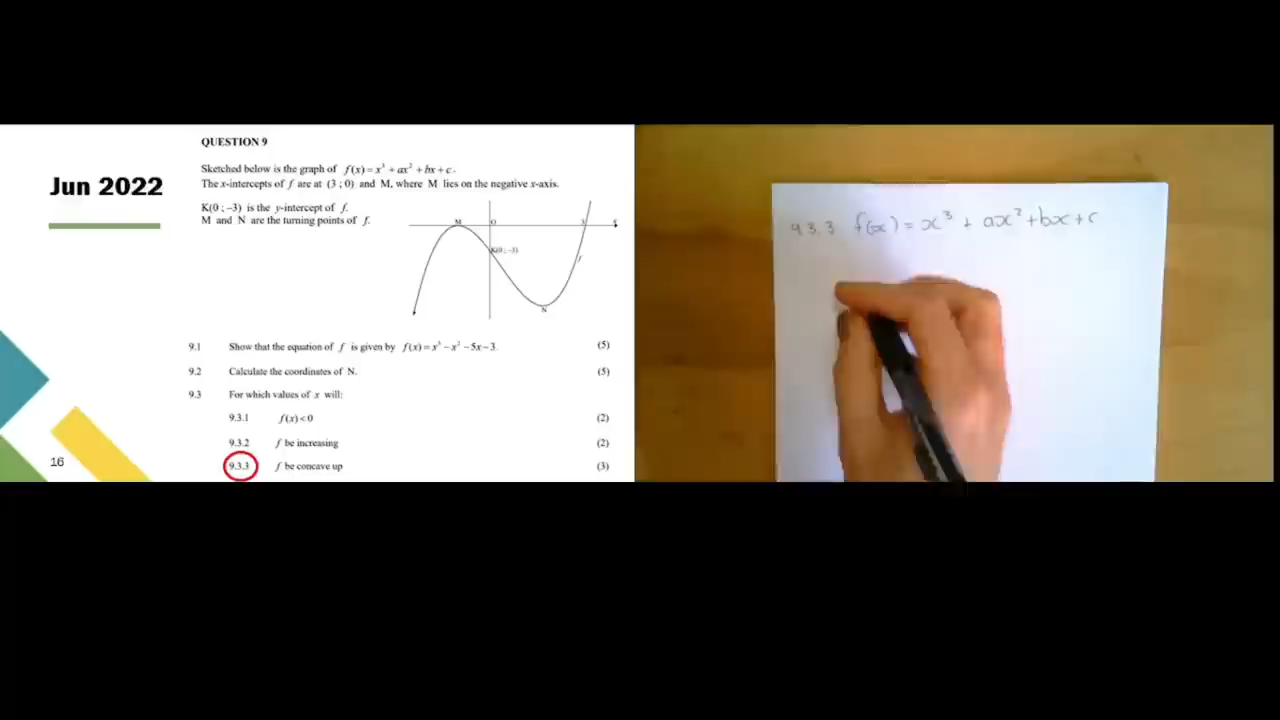 Jun 2022
16
QUESTION 9
Sketched below is the graph of f(x) = x³ + ax² + bx + c.
The x-intercepts of f are at (3 ; 0) and M, where M lies on the negative x-axis.
K(0 ; –3) is the y-intercept of f.
M and N are the turning points of f.
M
O
3
x
K(0 ; –3)
f
N
9.1 Show that the equation of f is given by f(x) = x³ – x² – 5x – 3. (5)
9.2 Calculate the coordinates of N. (5)
9.3 For which values of x will:
9.3.1 f(x) < 0 (2)
9.3.2 f be increasing (2)
9.3.3 f be concave up (3)
9.3.3 f(x) = x³ + ax² + bx + c